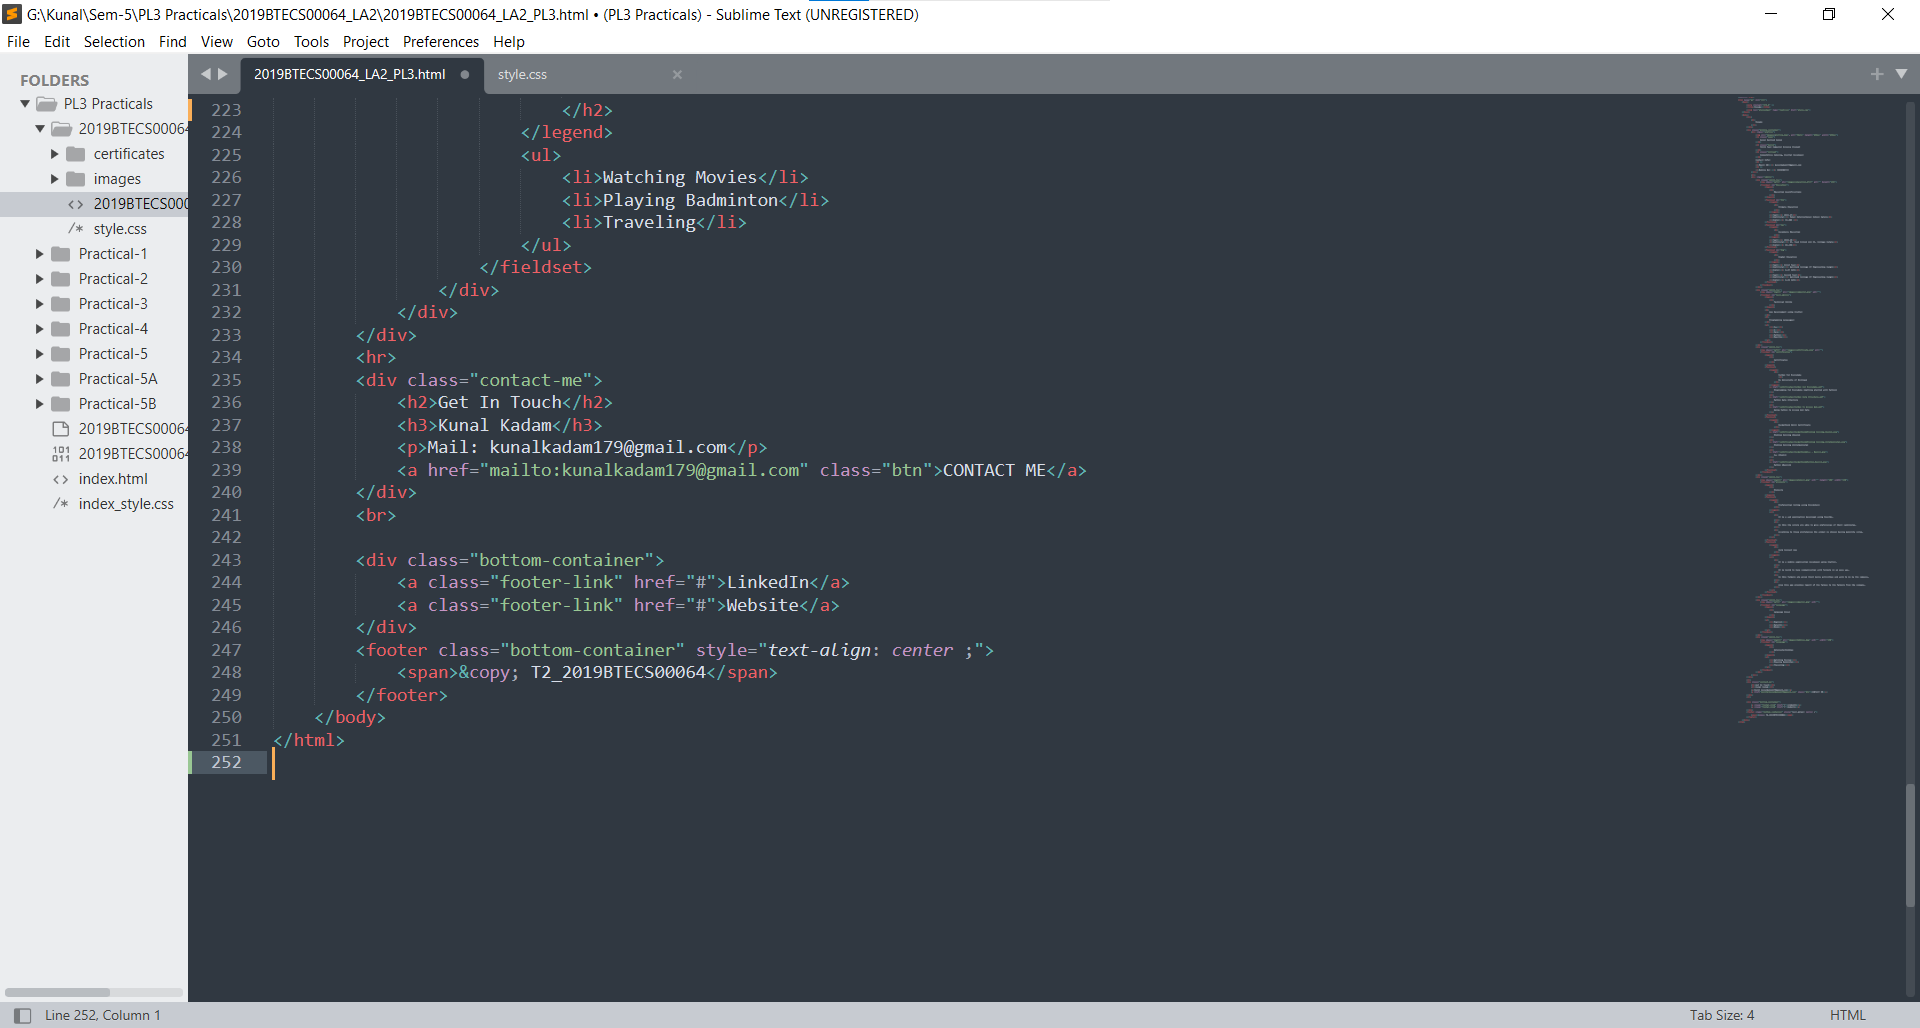 G:\Kunal\Sem-5\PL3 Practicals\2019BTECS00064_LA2\2019BTECS00064_LA2_PL3.html • (PL3 Practicals) - Sublime Text (UNREGISTERED)
File Edit Selection Find View Goto Tools Project Preferences Help
FOLDERS
PL3 Practicals
2019BTECS00064
certificates
images
2019BTECS000
style.css
Practical-1
Practical-2
Practical-3
Practical-4
Practical-5
Practical-5A
Practical-5B
2019BTECS00064
2019BTECS00064
index.html
index_style.css
2019BTECS00064_LA2_PL3.html
style.css
223 </h2>
224 </legend>
225 <ul>
226 <li>Watching Movies</li>
227 <li>Playing Badminton</li>
228 <li>Traveling</li>
229 </ul>
230 </fieldset>
231 </div>
232 </div>
233 </div>
234 <hr>
235 <div class="contact-me">
236 <h2>Get In Touch</h2>
237 <h3>Kunal Kadam</h3>
238 <p>Mail: kunalkadam179@gmail.com</p>
239 <a href="mailto:kunalkadam179@gmail.com" class="btn">CONTACT ME</a>
240 </div>
241 <br>
242
243 <div class="bottom-container">
244 <a class="footer-link" href="#">LinkedIn</a>
245 <a class="footer-link" href="#">Website</a>
246 </div>
247 <footer class="bottom-container" style="text-align: center ;">
248 <span>&copy; T2_2019BTECS00064</span>
249 </footer>
250 </body>
251 </html>
252
Line 252, Column 1
Tab Size: 4
HTML